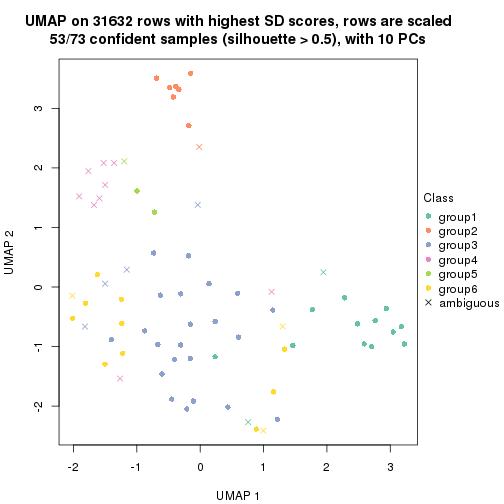 UMAP on 31632 rows with highest SD scores, rows are scaled
53/73 confident samples (silhouette > 0.5), with 10 PCs
UMAP 2
3
2
1
0
-1
-2
-2
-1
0
1
2
3
UMAP 1
Class
group1
group2
group3
group4
group5
group6
ambiguous